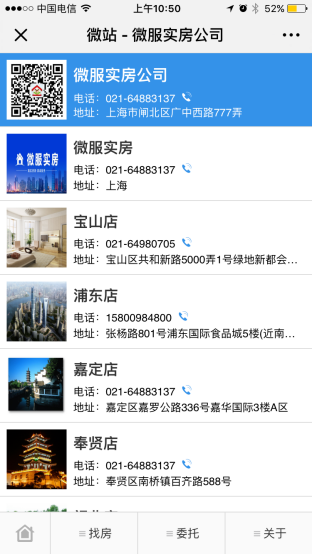 中国电信
上午10:50
52%
微站 - 微服实房公司
微服实房公司
电话：021-64883137
地址：上海市闸北区广中西路777弄
微服实房
微服实房
电话：021-64883137
地址：上海
宝山店
电话：021-64980705
地址：宝山区共和新路5000弄1号绿地新都会…
浦东店
电话：15800984800
地址：张杨路801号浦东国际食品城5楼(近南…
嘉定店
电话：021-64883137
地址：嘉定区嘉罗公路336号嘉华国际3楼A区
奉贤店
电话：021-64883137
地址：奉贤区南桥镇百齐路588号
找房
委托
关于